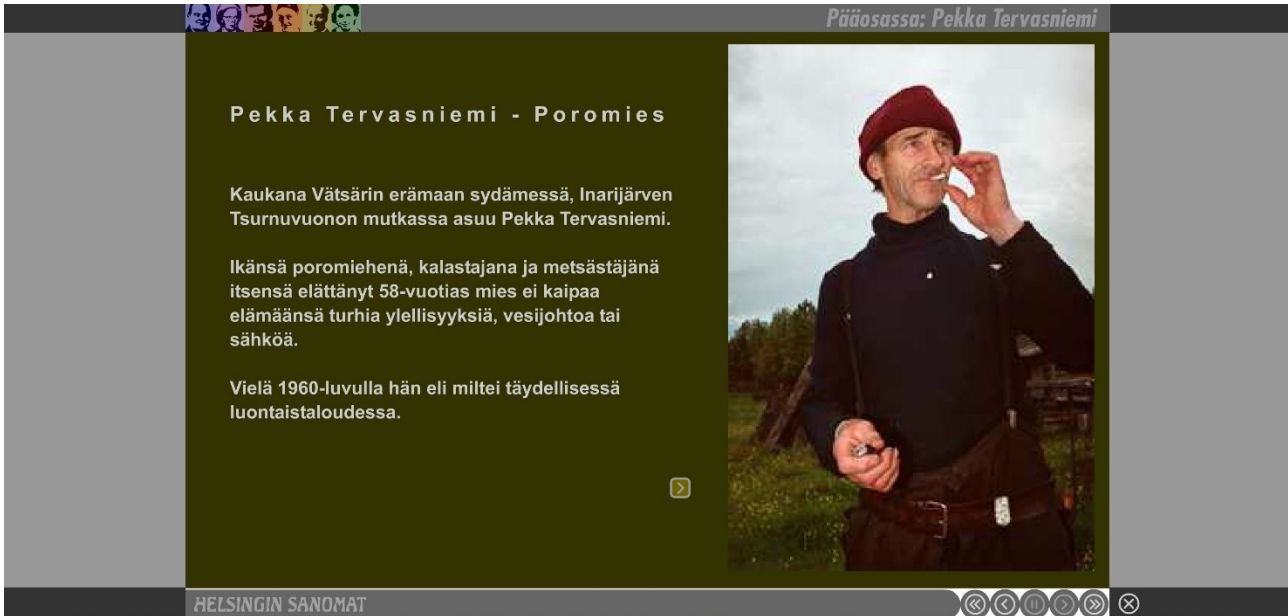 Pääosassa: Pekka Tervasniemi
Pekka Tervasniemi - Poromies
Kaukana Vätsärin erämaan sydämessä, Inarijärven
Tsurnuvuonon mutkassa asuu Pekka Tervasniemi.
Ikänsä poromiehenä, kalastajana ja metsästäjänä
itsensä elättänyt 58-vuotias mies ei kaipaa
elämäänsä turhia ylellisyyksiä, vesijohtoa tai
sähköä.
Vielä 1960-luvulla hän eli miltei täydellisessä
luontaistaloudessa.
HELSINGIN SANOMAT